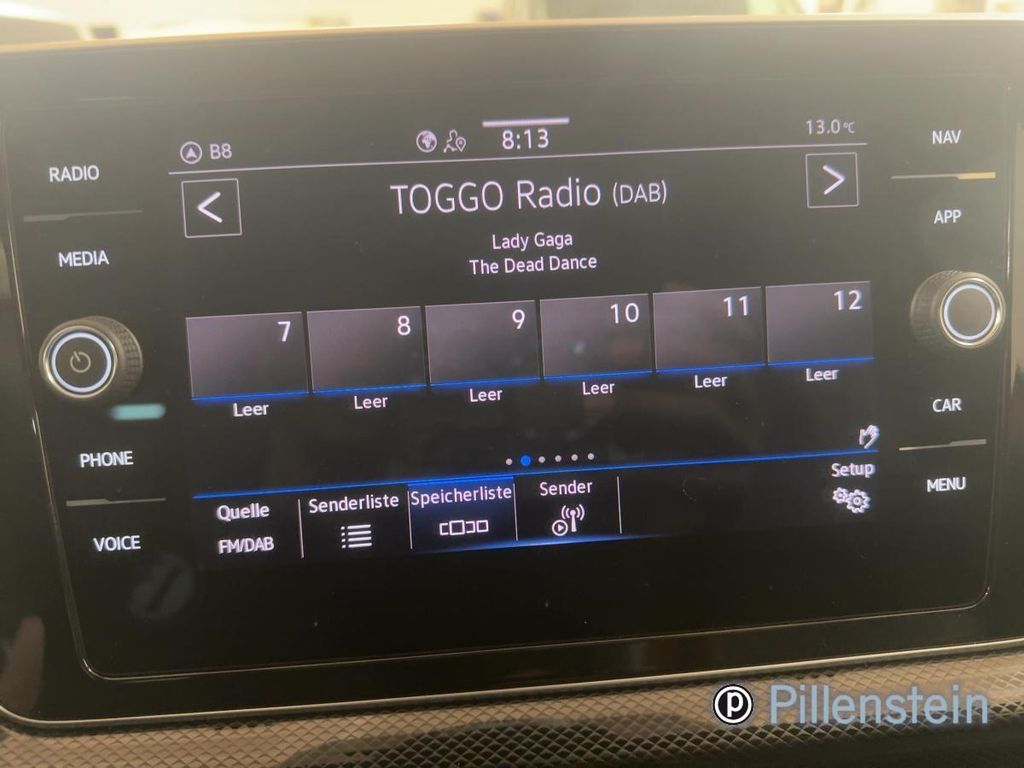 B8
8:13
13.0°C
RADIO
MEDIA
PHONE
VOICE
NAV
APP
CAR
MENU
<
TOGGO Radio (DAB)
>
Lady Gaga
The Dead Dance
7 8 9 10 11 12
Leer Leer Leer Leer Leer Leer
Quelle
FM/DAB
Senderliste
Speicherliste
Sender
Setup
P Pillenstein